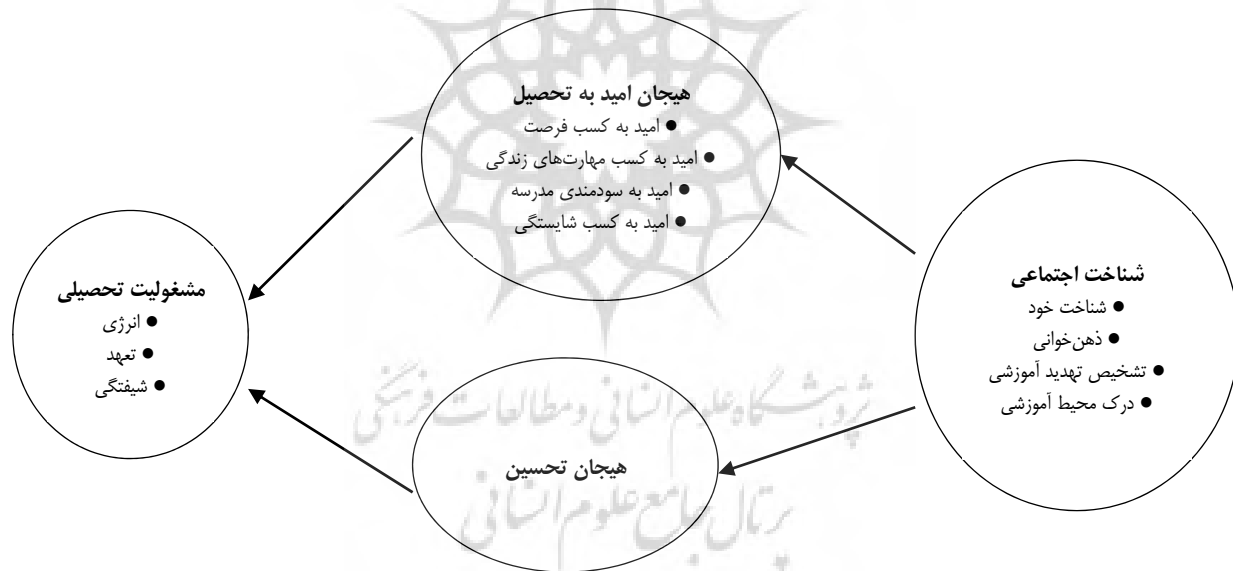 هیجان امید به تحصیل
● امید به کسب فرصت
● امید به کسب مهارت‌های زندگی
● امید به سودمندی مدرسه
● امید به کسب شایستگی
شناخت اجتماعی
● شناخت خود
● ذهن‌خوانی
● تشخیص تهدید آموزشی
● درک محیط آموزشی
مشغولیت تحصیلی
● انرژی
● تعهد
● شیفتگی
هیجان تحسین
پژوهشگاه علوم انسانی و مطالعات فرهنگی
پرتال جامع علوم انسانی